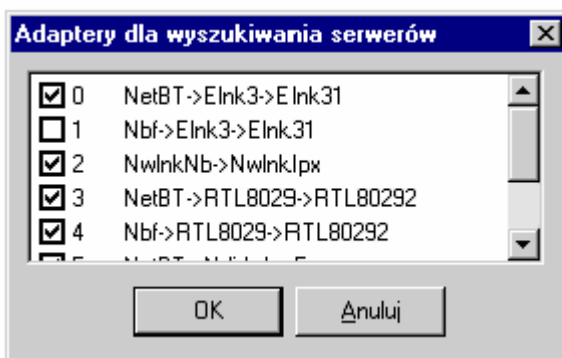 Adaptery dla wyszukiwania serwerów
0 NetBT->Elnk3->Elnk31
1 Nbf->Elnk3->Elnk31
2 NwlnkNb->NwlnkIpx
3 NetBT->RTL8029->RTL80292
4 Nbf->RTL8029->RTL80292
OK Anuluj